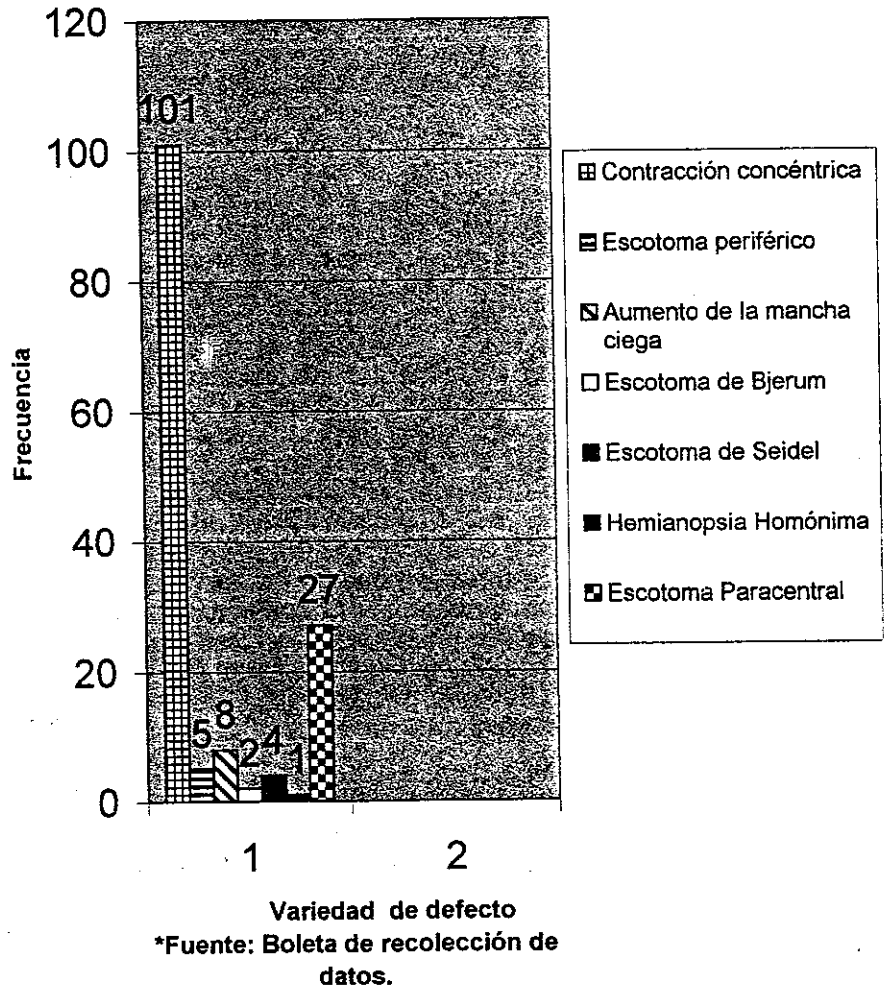 120
100
80
60
40
20
0
Frecuencia
101
5
8
2
4
1
27
1
2
Variedad de defecto
*Fuente: Boleta de recolección de
datos.
Contracción concéntrica
Escotoma periférico
Aumento de la mancha
ciega
Escotoma de Bjerum
Escotoma de Seidel
Hemianopsia Homónima
Escotoma Paracentral